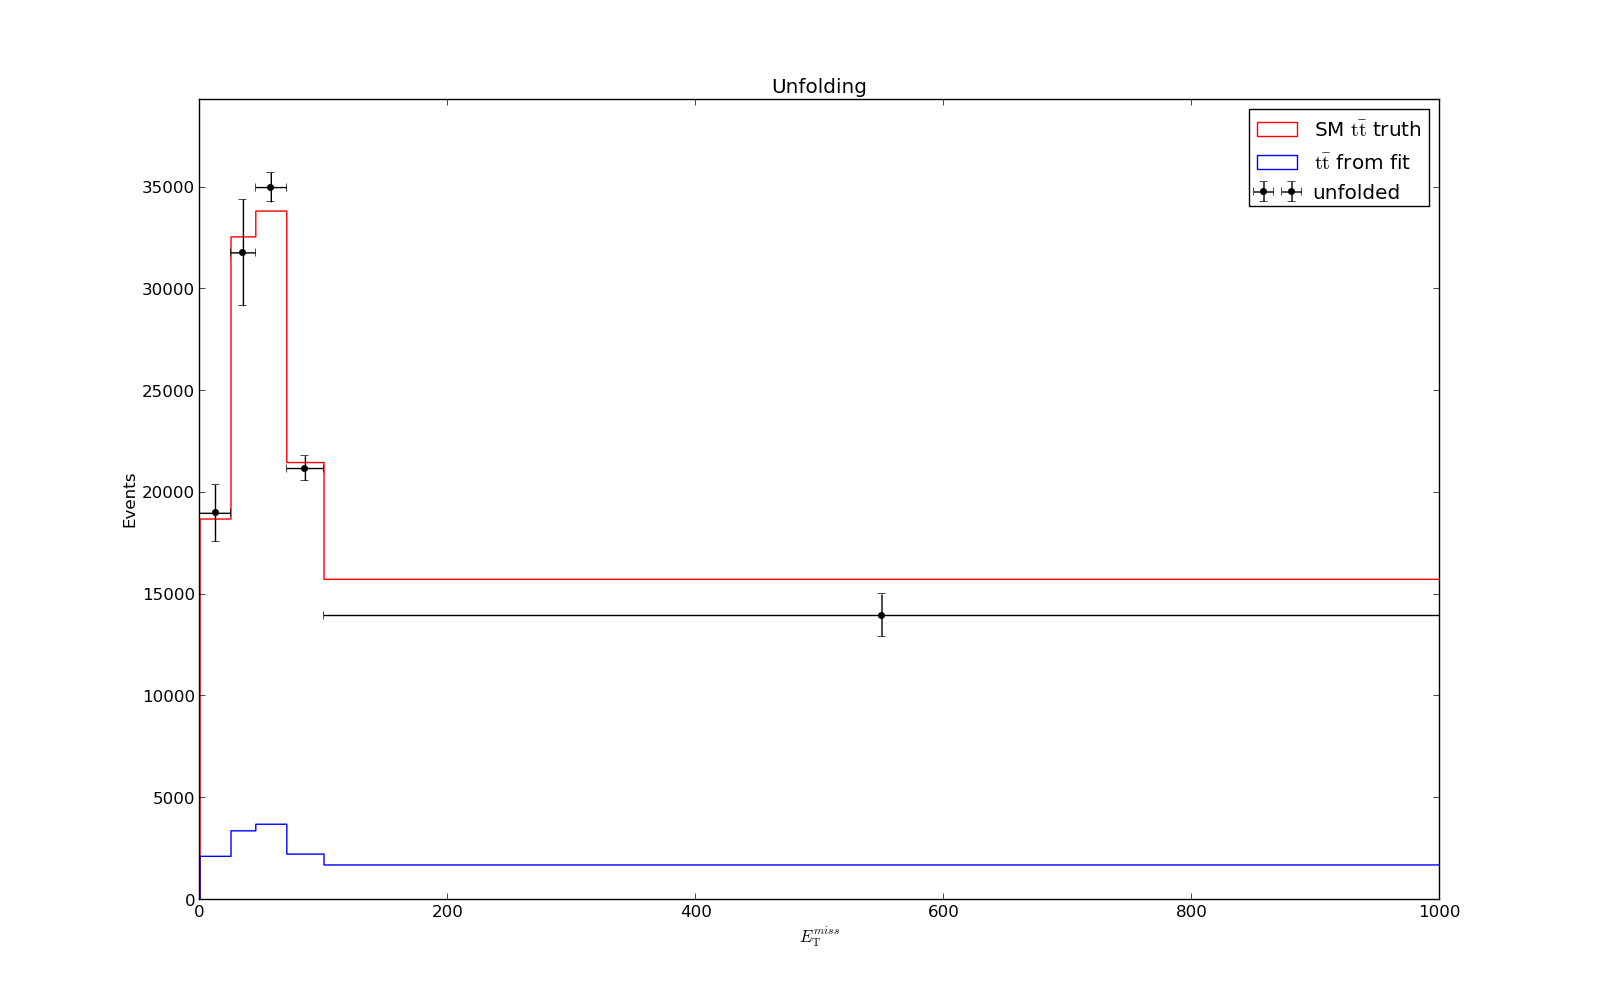 Unfolding
SM tt̄ truth
tt̄ from fit
unfolded
35000
30000
25000
20000
15000
10000
5000
0
Events
0 200 400 600 800 1000
E_T^miss